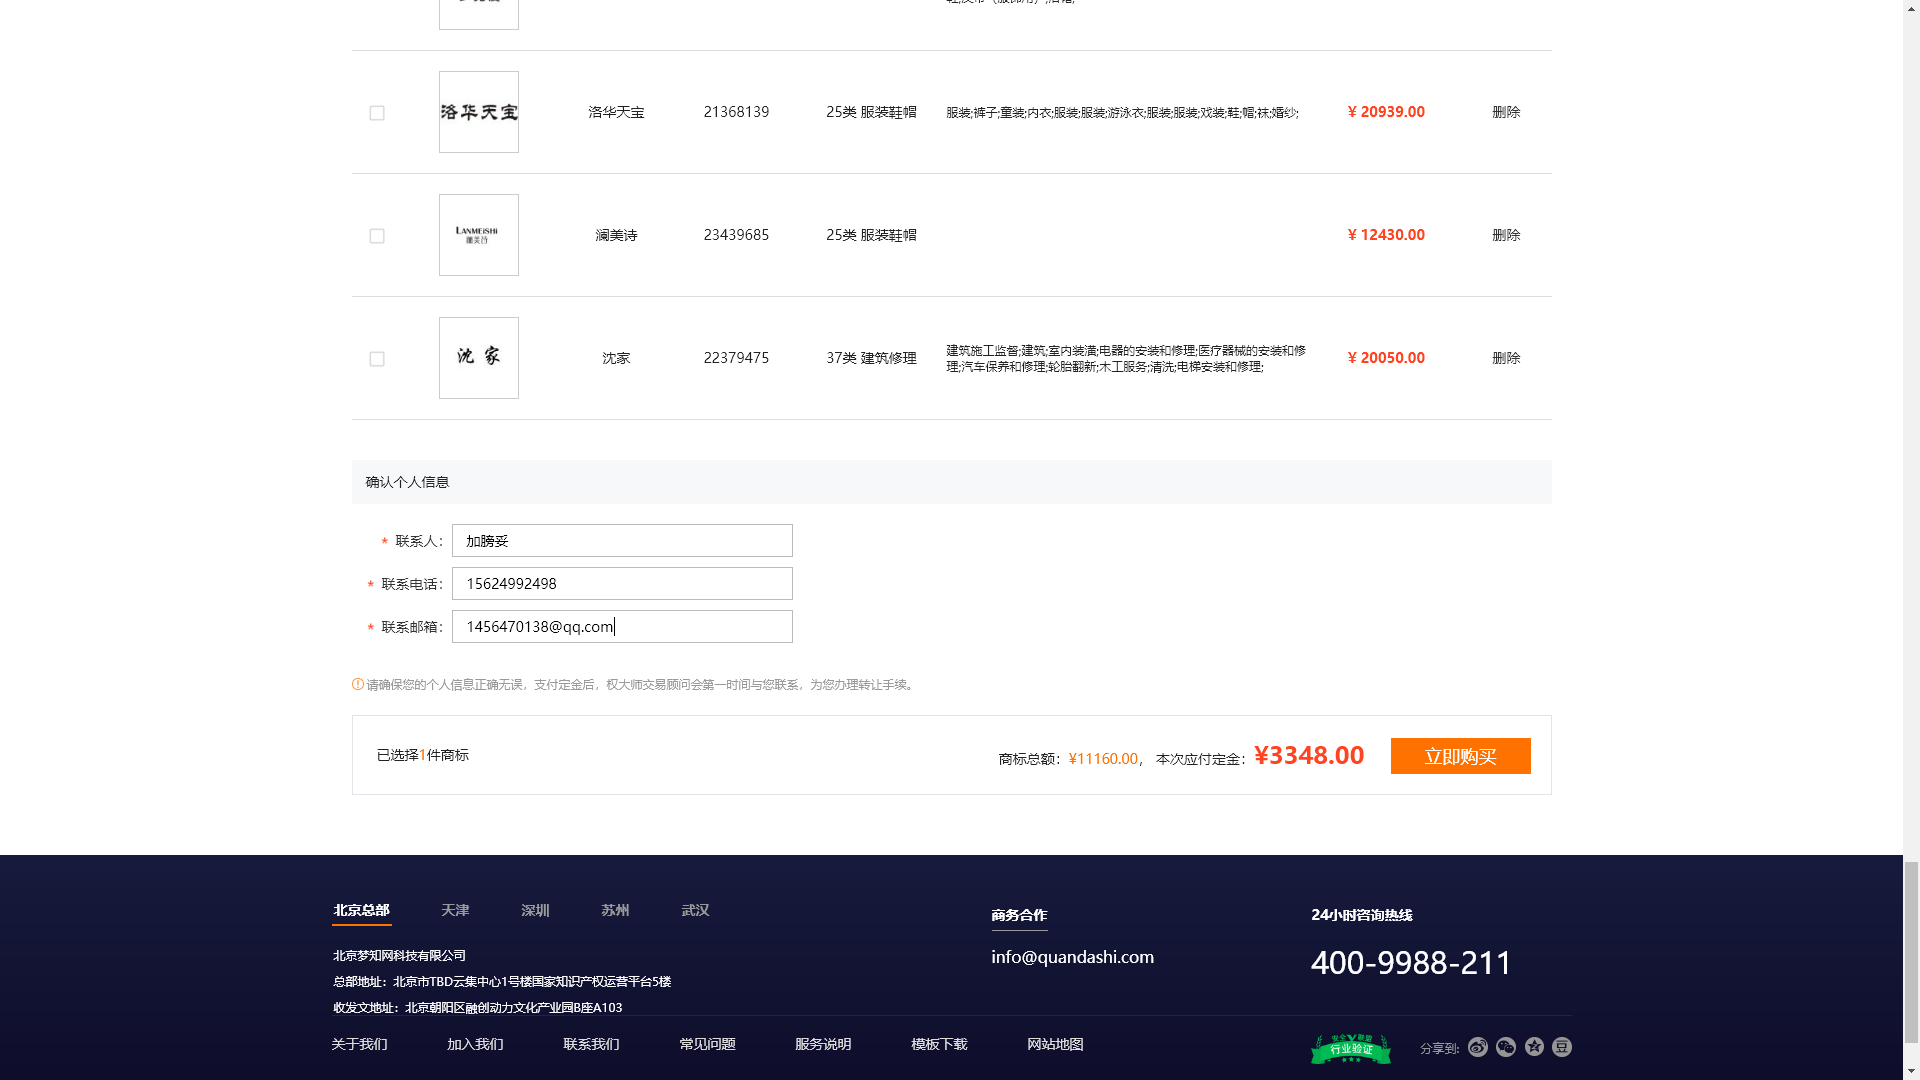 洛华天宝
洛华天宝 21368139 25类 服装鞋帽 服装;裤子;童装;内衣;服装;服装;游泳衣;服装;服装;戏装;鞋;帽;袜;婚纱; ¥ 20939.00 删除
LANMEISHI
澜美诗
澜美诗 23439685 25类 服装鞋帽 ¥ 12430.00 删除
沈 家
沈家 22379475 37类 建筑修理 建筑施工监督;建筑;室内装潢;电器的安装和修理;医疗器械的安装和修
理;汽车保养和修理;轮胎翻新;木工服务;清洗;电梯安装和修理; ¥ 20050.00 删除
确认个人信息
* 联系人： 加膀妥
* 联系电话： 15624992498
* 联系邮箱： 1456470138@qq.com
请确保您的个人信息正确无误，支付定金后，权大师交易顾问会第一时间与您联系，为您办理转让手续。
已选择1件商标 商标总额：¥11160.00， 本次应付定金：¥3348.00 立即购买
北京总部 天津 深圳 苏州 武汉
北京梦知网科技有限公司
总部地址：北京市TBD云集中心1号楼国家知识产权运营平台5楼
收发文地址：北京朝阳区融创动力文化产业园B座A103
商务合作
info@quandashi.com
24小时咨询热线
400-9988-211
关于我们 加入我们 联系我们 常见问题 服务说明 模板下载 网站地图
安全联盟
行业验证
分享到:
豆